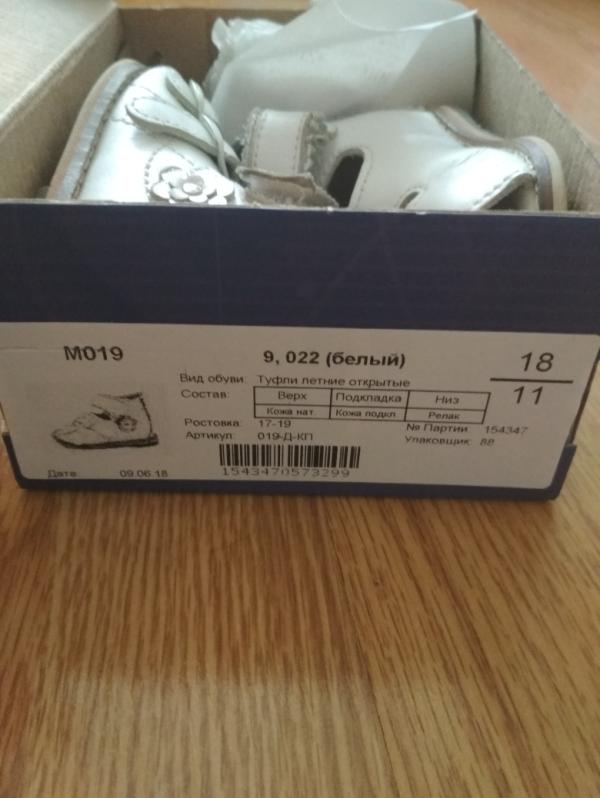 М019
9, 022 (белый)
18
11
Вид обуви: Туфли летние открытые
Состав: Верх Подкладка Низ
Кожа нат. Кожа подкл. Релак
Ростовка: 17-19
№ Партии: 154347
Артикул: 019-Д-КП
Упаковщик: 88
1543470573299
Дата 09.06.18